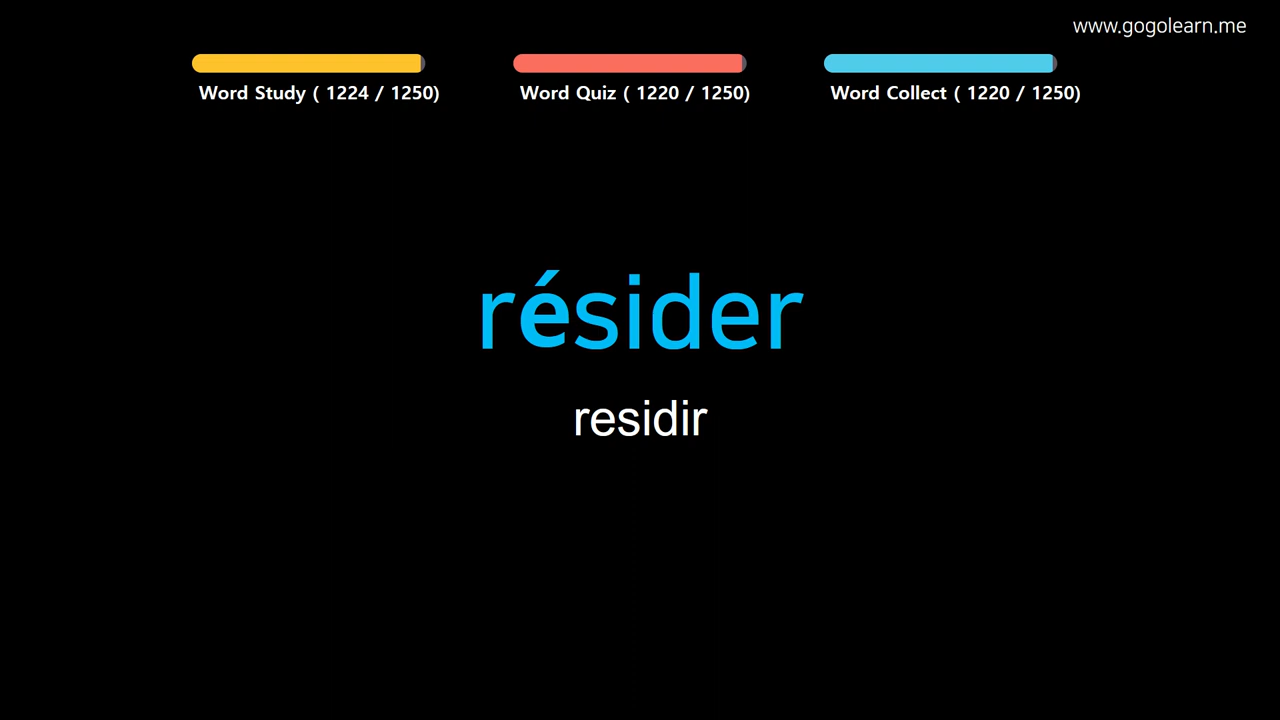 www.gogolearn.me
Word Study ( 1224 / 1250)
Word Quiz ( 1220 / 1250)
Word Collect ( 1220 / 1250)
résider
residir